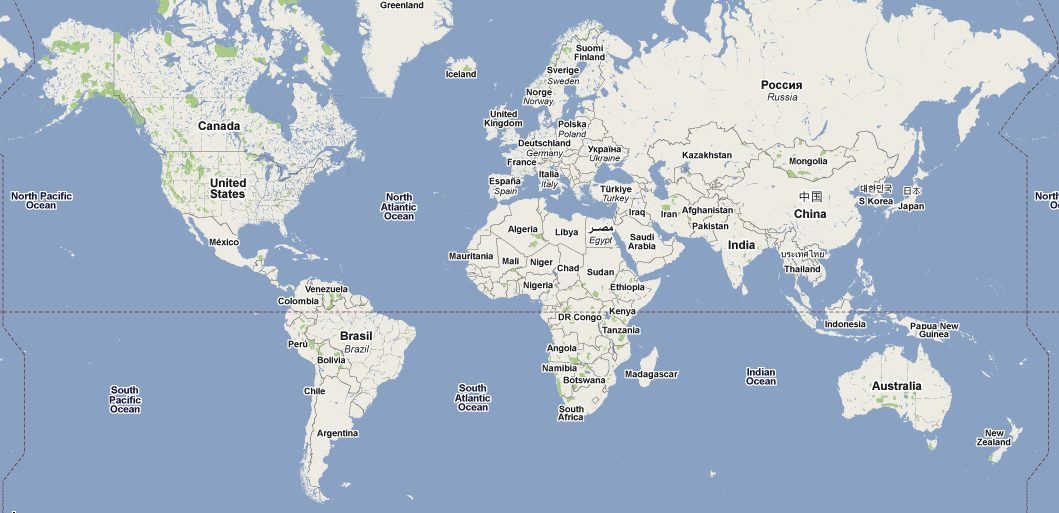 Greenland
Iceland
Suomi
Finland
Sverige
Sweden
Norge
Norway
Россия
Russia
United
Kingdom
Polska
Poland
Canada
Deutschland
Germany
Україна
Ukraine
France
Kazakhstan
Mongolia
Italia
Italy
España
Spain
Türkiye
Turkey
United
States
North Pacific
Ocean
North
Atlantic
Ocean
中国
China
대한민국
S Korea
日本
Japan
North
Oc
Iraq
Iran
Afghanistan
Pakistan
Algeria
Libya
مصر
Egypt
Saudi
Arabia
India
México
Mauritania
Mali
Niger
Chad
Sudan
ประเทศไทย
Thailand
Nigeria
Ethiopia
Venezuela
Colombia
DR Congo
Kenya
Tanzania
Indonesia
Papua New
Guinea
Brasil
Brazil
Perú
Bolivia
Angola
Namibia
Botswana
Madagascar
Indian
Ocean
Australia
South
Pacific
Ocean
Chile
South
Atlantic
Ocean
South
Africa
Argentina
New
Zealand